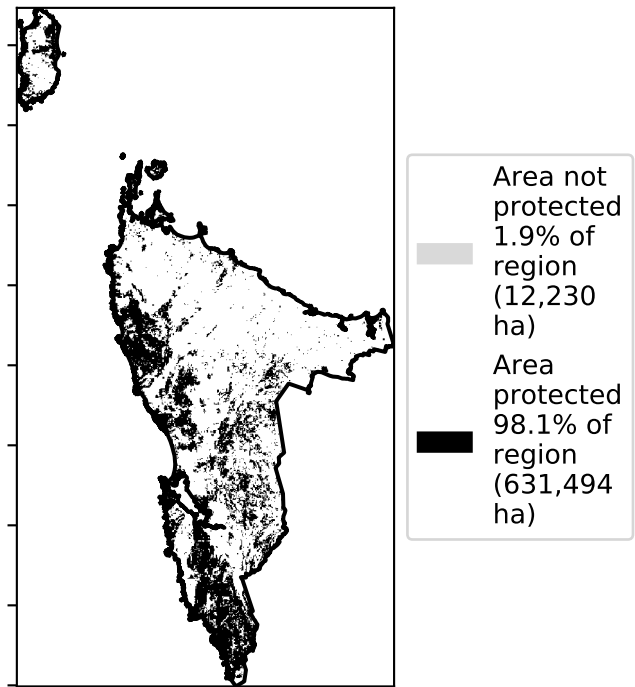 Area not
protected
1.9% of
region
(12,230
ha)
Area
protected
98.1% of
region
(631,494
ha)